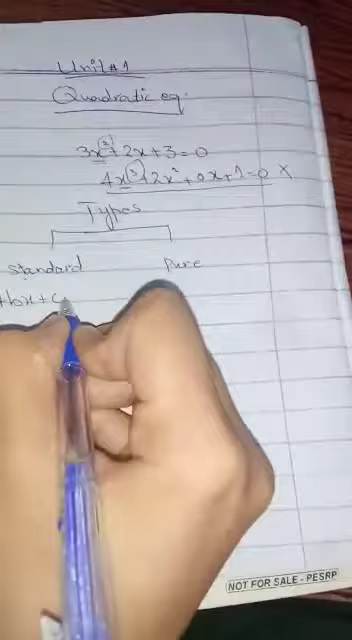 Unit #1
Quadratic eq.
3x²+2x+3=0
4x³+2x²+0x+1=0 ×
Types
standard Pure
+bx+c
NOT FOR SALE - PESRP